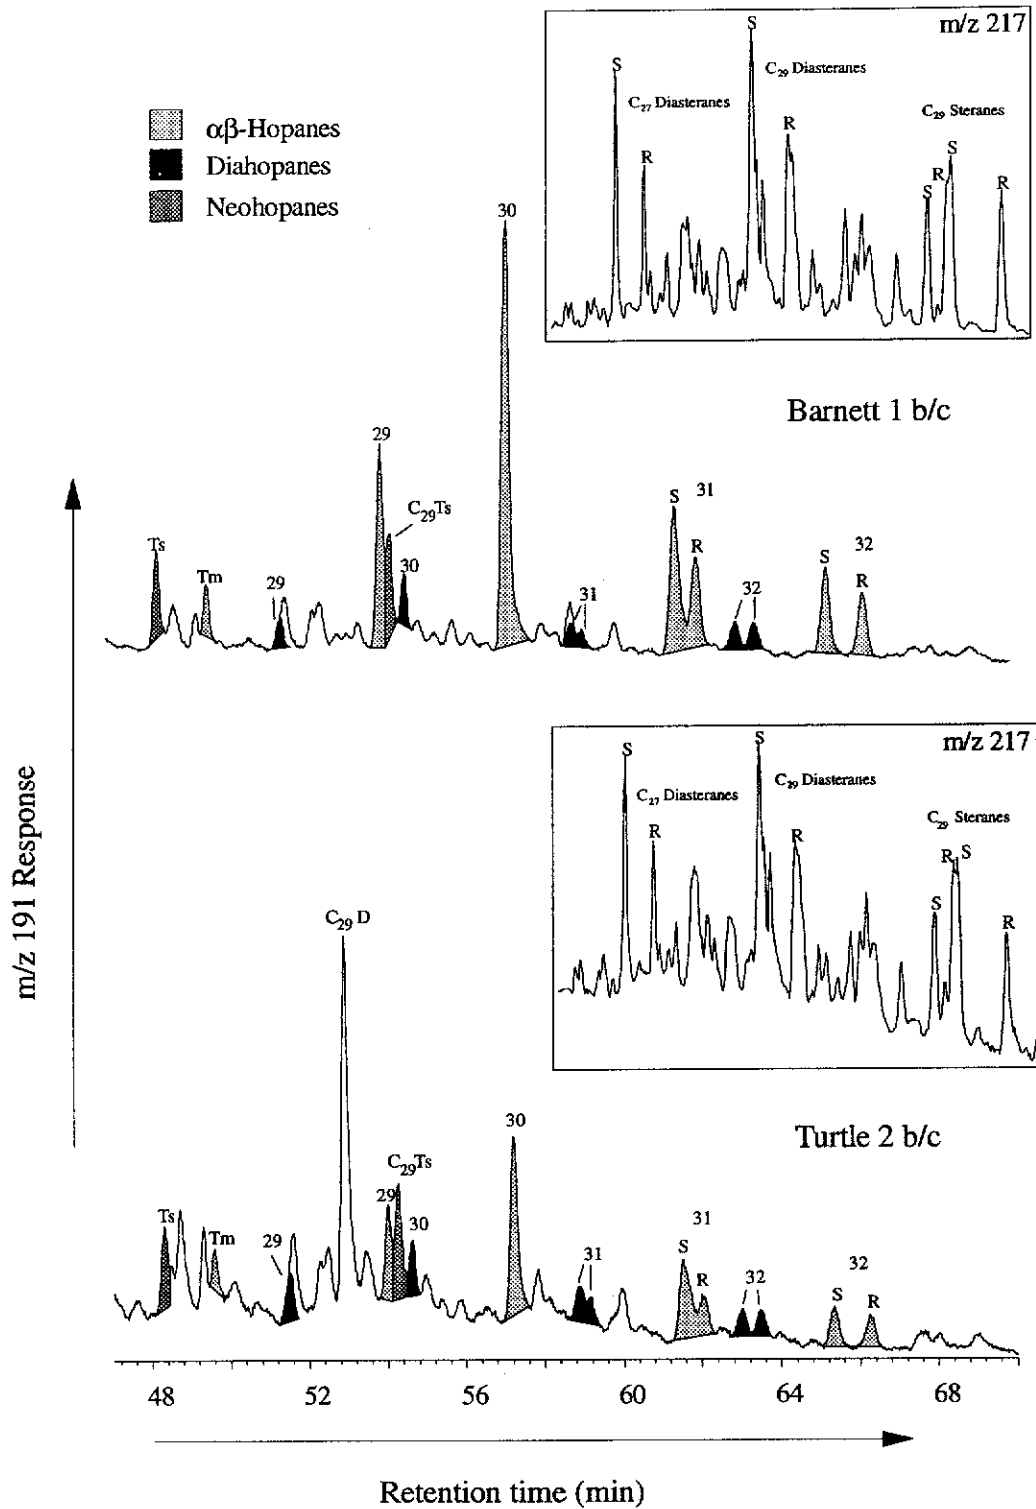 m/z 217
S
S
C₂₉ Diasteranes
C₂₇ Diasteranes
αβ-Hopanes
Diahopanes
Neohopanes
R
R
C₂₉ Steranes
S
R
S
R
Barnett 1 b/c
30
29
C₂₉Ts
Ts
Tm
29
30
31
S
31
R
32
S
32
R
m/z 217
S
S
C₂₇ Diasteranes
C₂₉ Diasteranes
R
R
C₂₉ Steranes
R S
S
R
Turtle 2 b/c
m/z 191 Response
C₂₉ D
30
C₂₉Ts
29
Ts
Tm
29
30
31
S
31
R
32
S
32
R
48 52 56 60 64 68
Retention time (min)